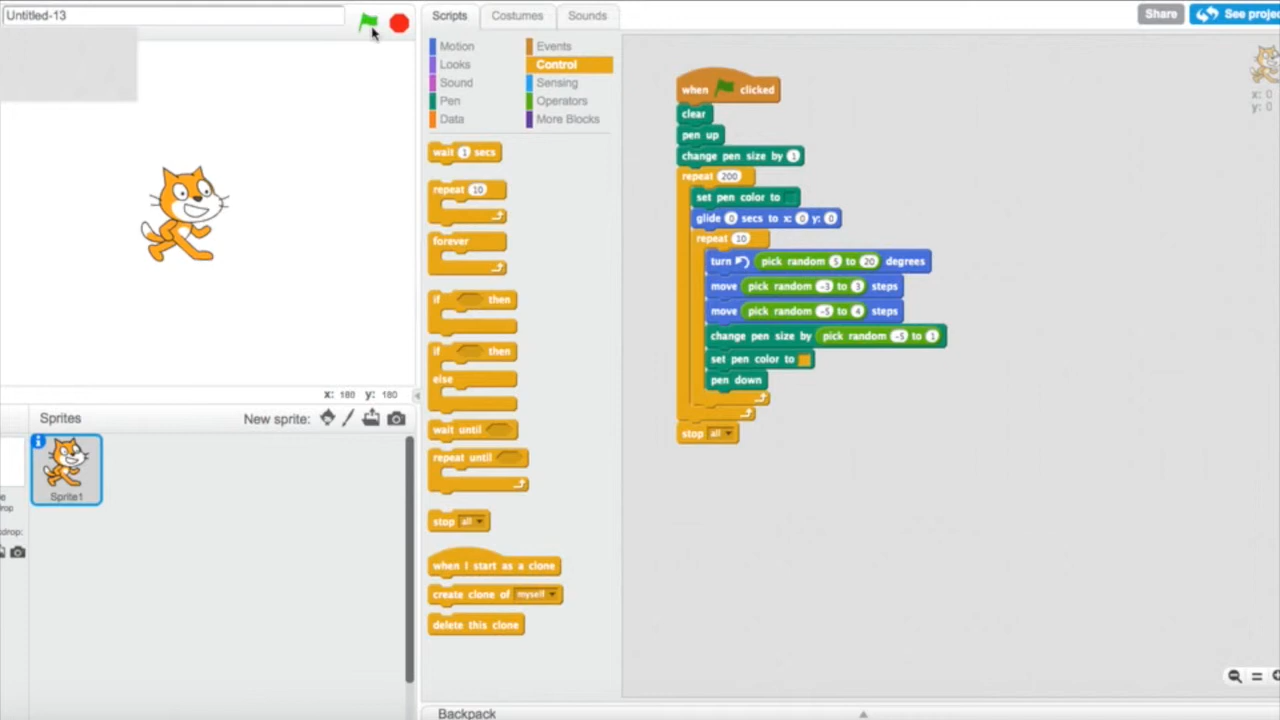 Untitled-13
Scripts
Costumes
Sounds
Share
See projec
Motion
Looks
Sound
Pen
Data
Events
Control
Sensing
Operators
More Blocks
wait 1 secs
repeat 10
forever
if then
if then
else
wait until
repeat until
stop all
when I start as a clone
create clone of myself
delete this clone
when clicked
clear
pen up
change pen size by 1
repeat 200
set pen color to
glide 0 secs to x: 0 y: 0
repeat 10
turn pick random 5 to 20 degrees
move pick random -3 to 3 steps
move pick random -5 to 4 steps
change pen size by pick random -5 to 1
set pen color to
pen down
stop all
x: 0
y: 0
x: 180 y: 180
Sprites
New sprite:
Sprite1
rop
drop:
Backpack